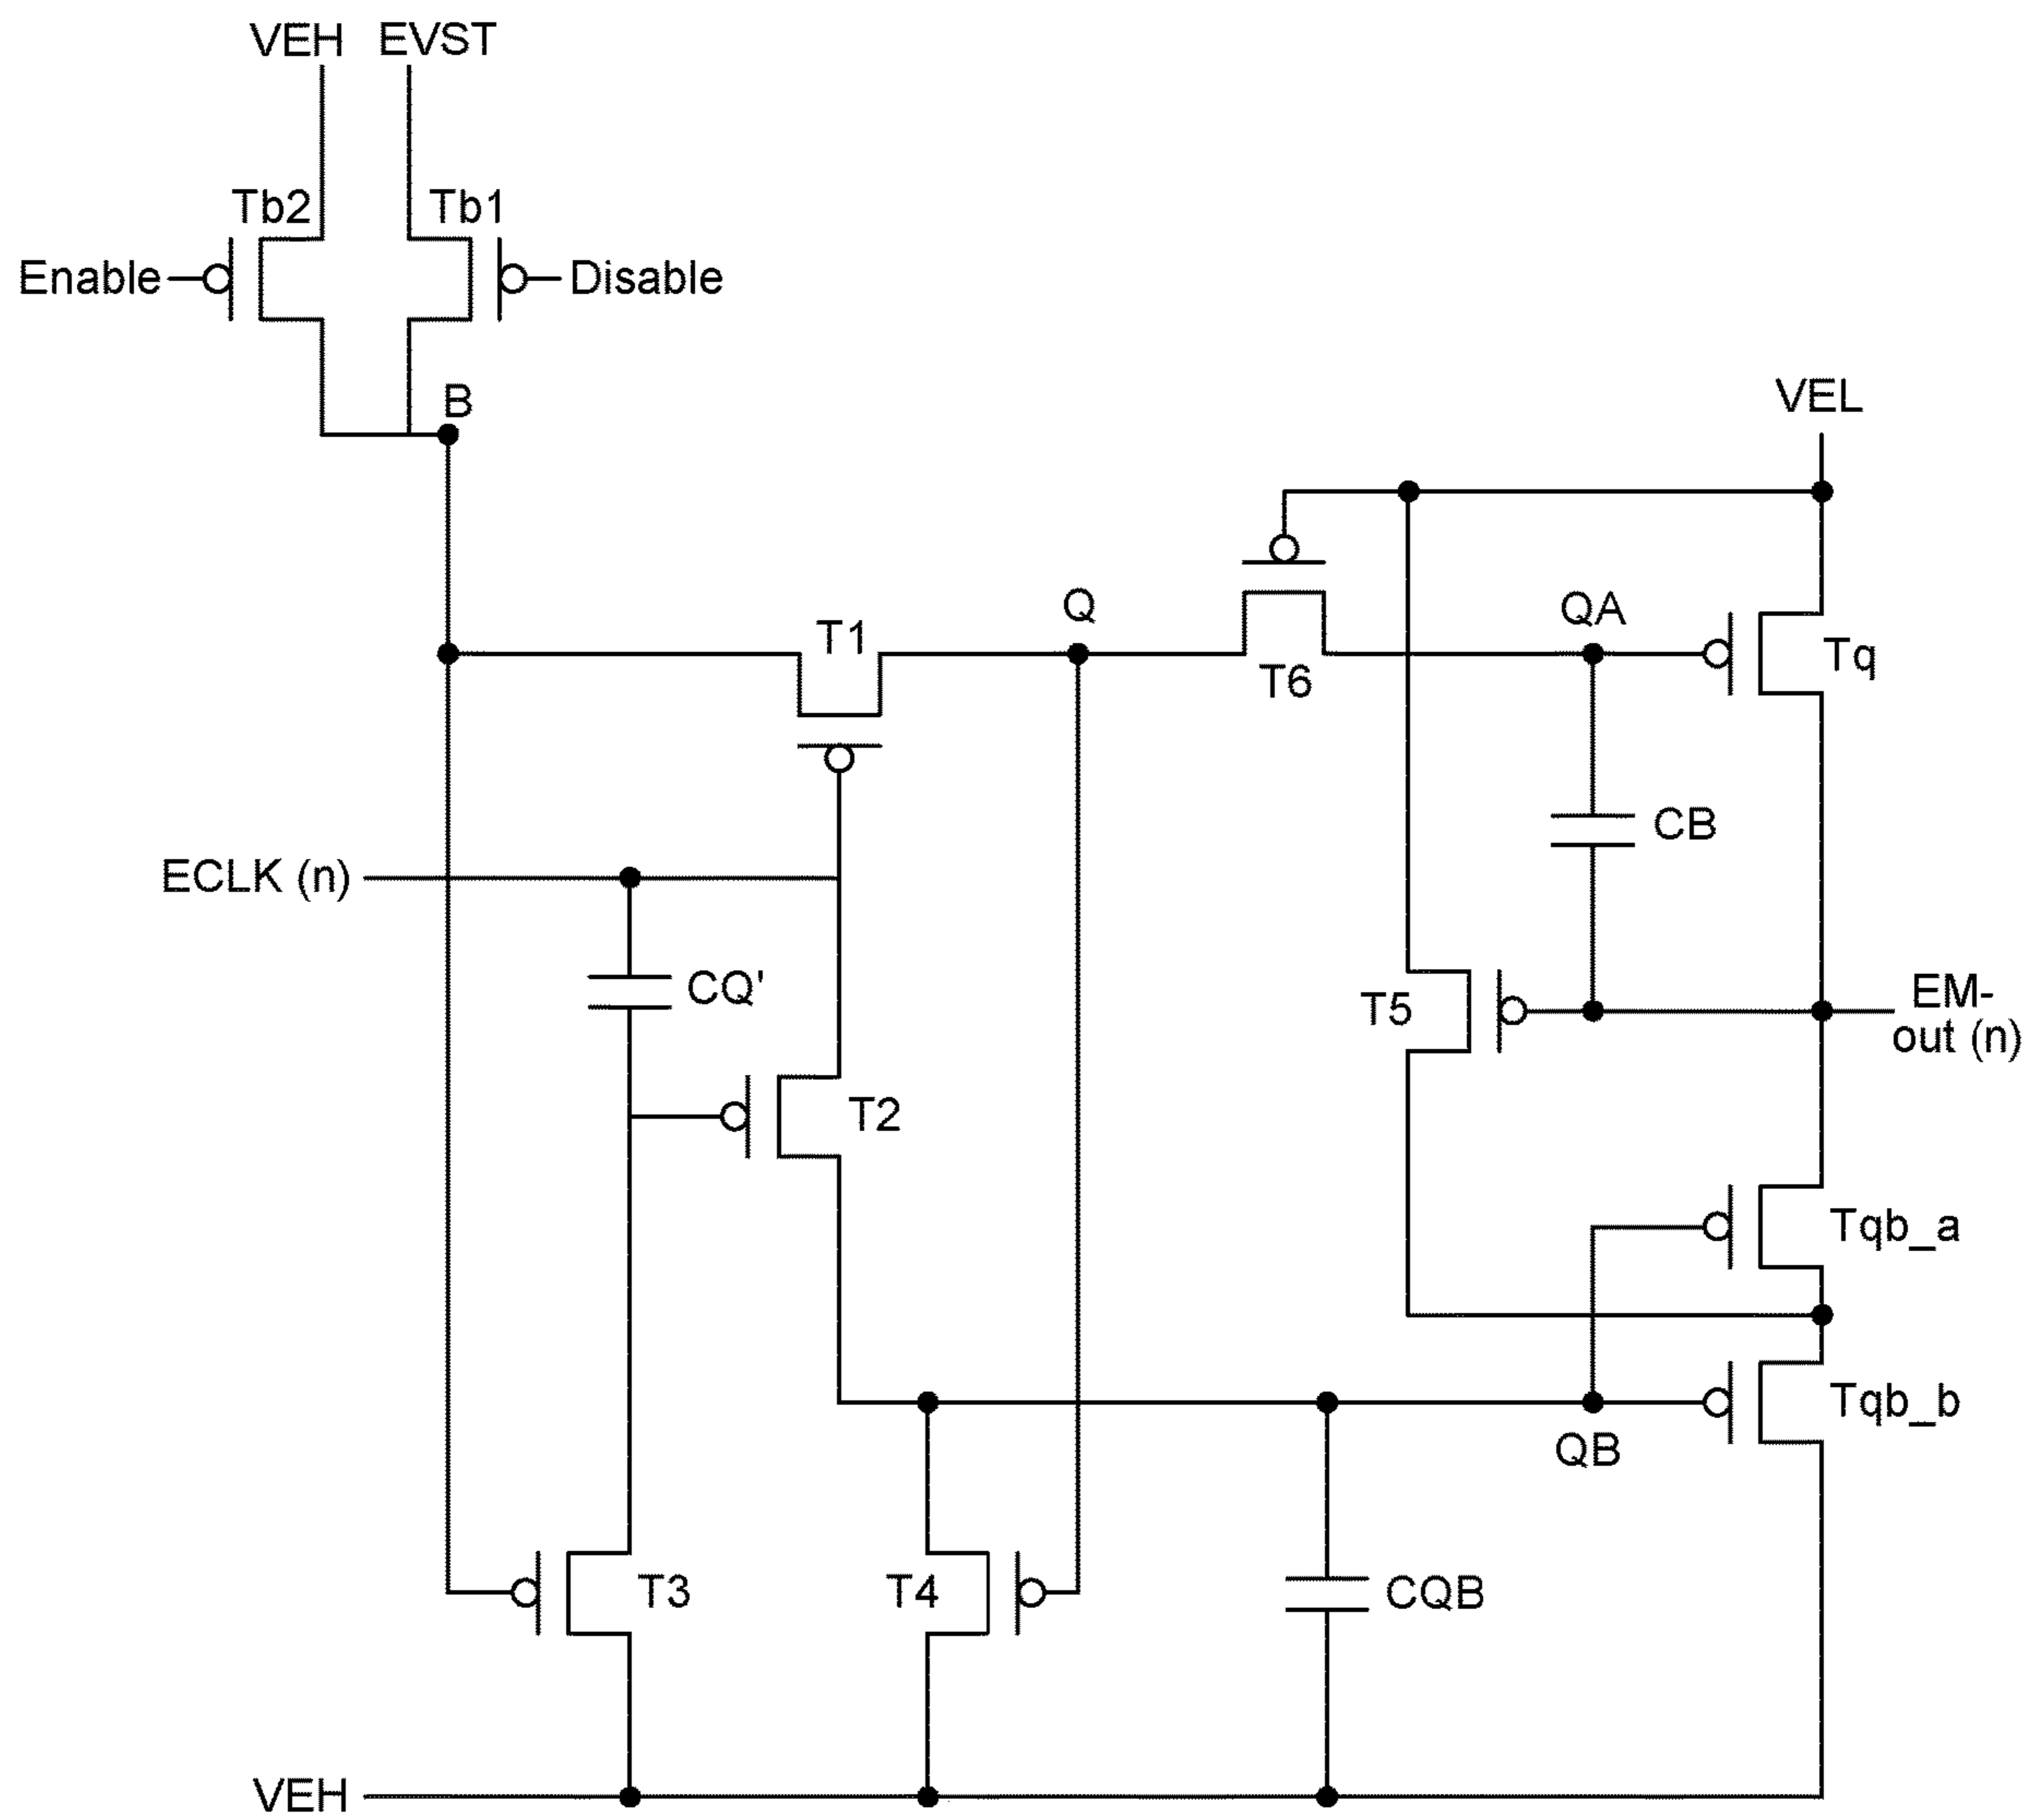 VEH EVST
Tb2 Tb1
Enable Disable
B
VEL
Q
QA
T1
T6
Tq
CB
ECLK (n)
CQ'
T5
EM-
out (n)
T2
Tqb_a
Tqb_b
QB
T3
T4
CQB
VEH